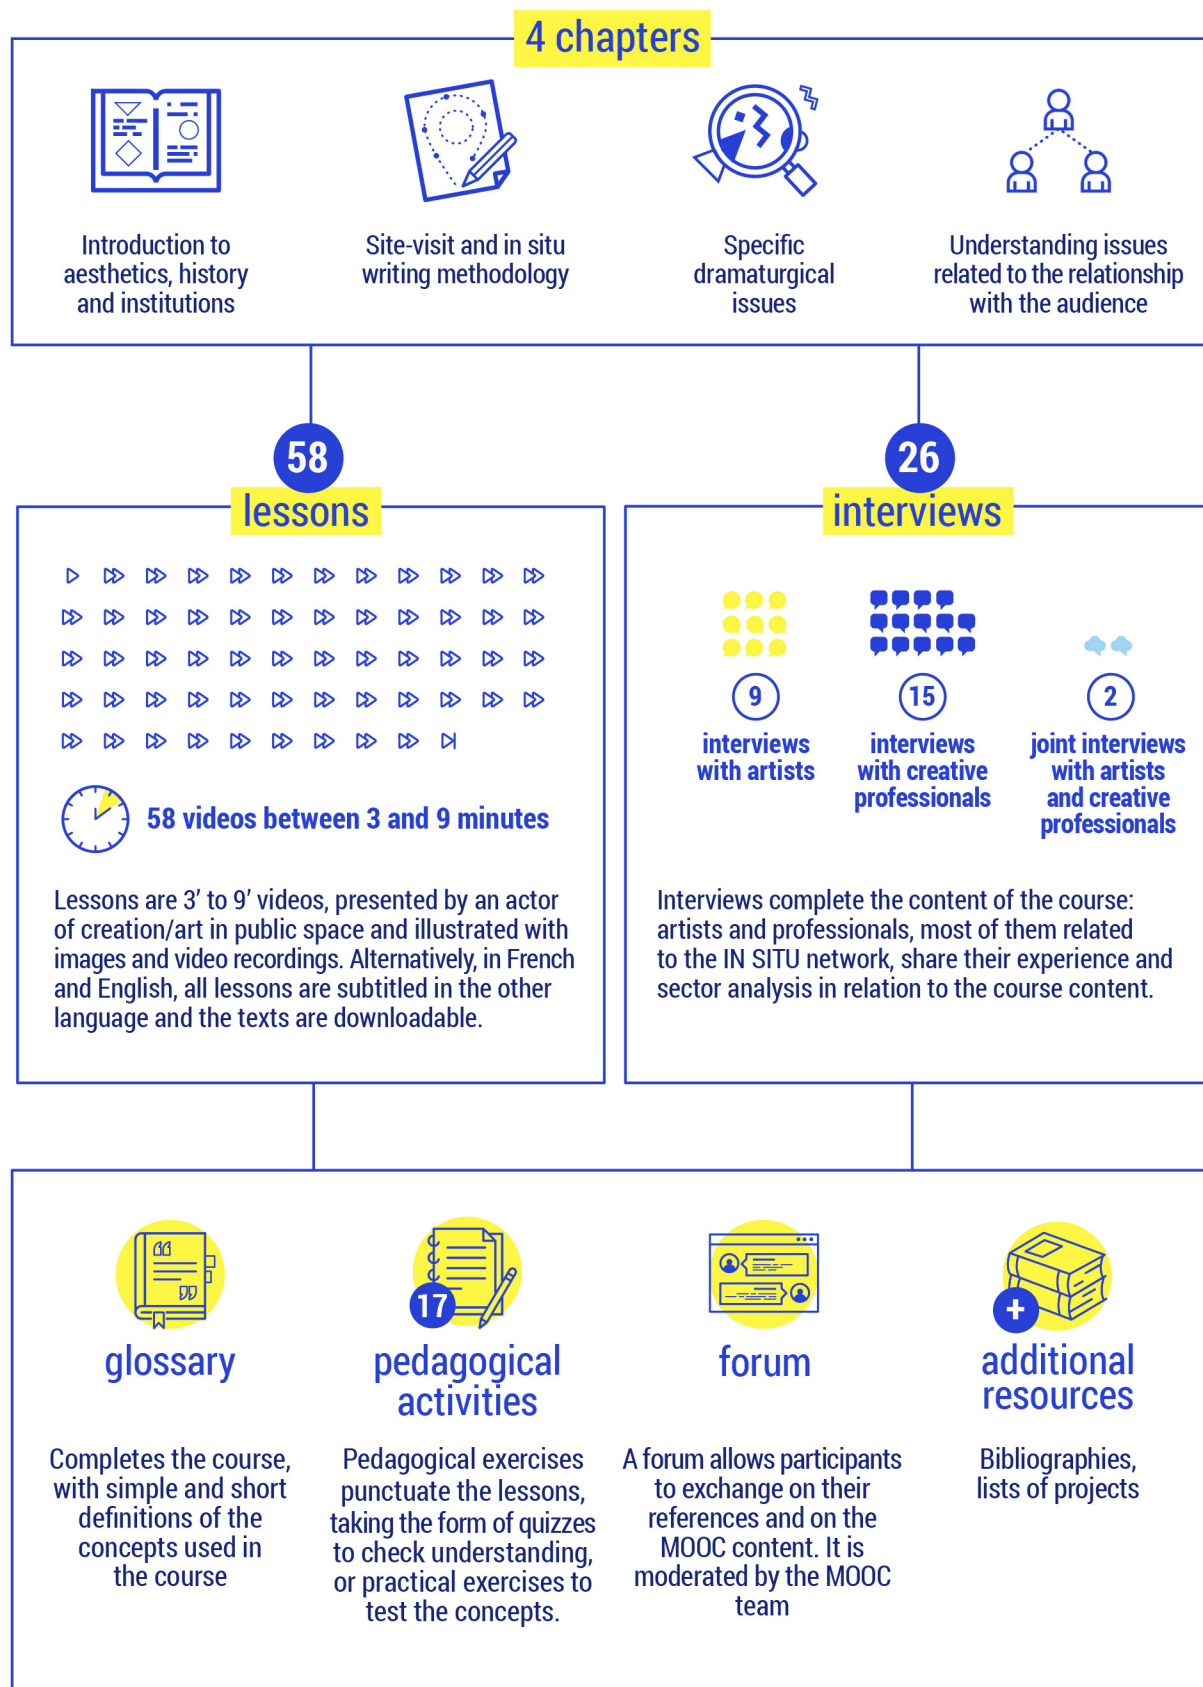 4 chapters
Introduction to
aesthetics, history
and institutions
Site-visit and in situ
writing methodology
Specific
dramaturgical
issues
Understanding issues
related to the relationship
with the audience
58
lessons
58 videos between 3 and 9 minutes
Lessons are 3’ to 9’ videos, presented by an actor
of creation/art in public space and illustrated with
images and video recordings. Alternatively, in French
and English, all lessons are subtitled in the other
language and the texts are downloadable.
26
interviews
9
interviews
with artists
15
interviews
with creative
professionals
2
joint interviews
with artists
and creative
professionals
Interviews complete the content of the course:
artists and professionals, most of them related
to the IN SITU network, share their experience and
sector analysis in relation to the course content.
glossary
Completes the course,
with simple and short
definitions of the
concepts used in
the course
17
pedagogical
activities
Pedagogical exercises
punctuate the lessons,
taking the form of quizzes
to check understanding,
or practical exercises to
test the concepts.
forum
A forum allows participants
to exchange on their
references and on the
MOOC content. It is
moderated by the MOOC
team
+
additional
resources
Bibliographies,
lists of projects